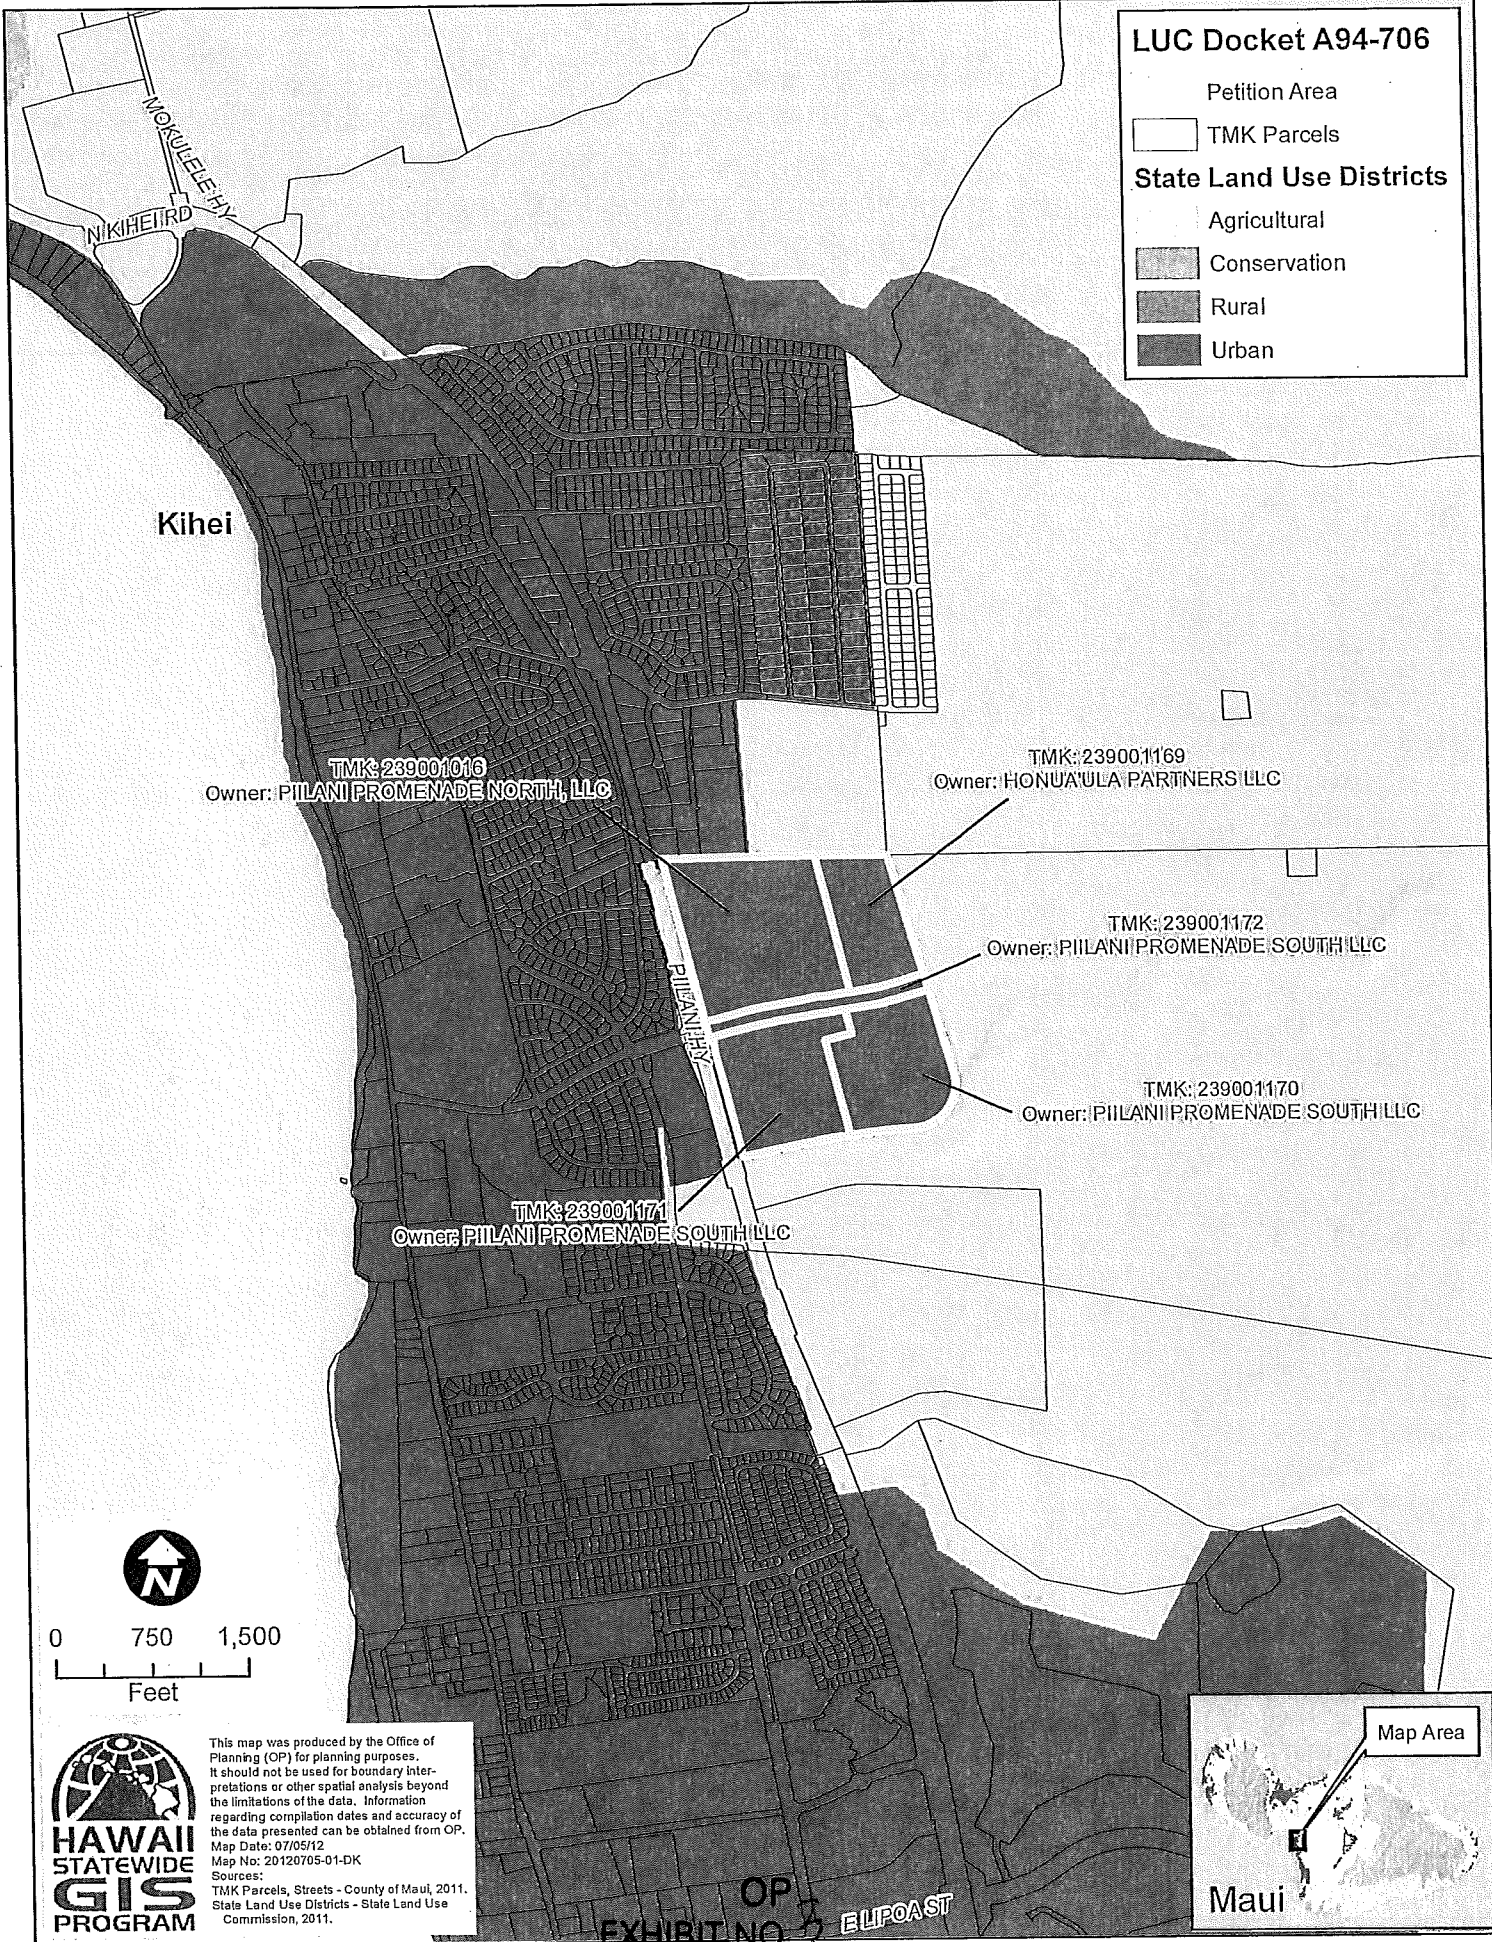 LUC Docket A94-706
Petition Area
TMK Parcels
State Land Use Districts
Agricultural
Conservation
Rural
Urban
MOKULELE HY
N KIHEI RD
Kihei
TMK: 239001016
Owner: PIILANI PROMENADE NORTH, LLC
TMK: 239001169
Owner: HONUA'ULA PARTNERS LLC
TMK: 239001172
Owner: PIILANI PROMENADE SOUTH LLC
PIILANI HY
TMK: 239001170
Owner: PIILANI PROMENADE SOUTH LLC
TMK: 239001171
Owner: PIILANI PROMENADE SOUTH LLC
N
0 750 1,500
Feet
HAWAII
STATEWIDE
GIS
PROGRAM
This map was produced by the Office of
Planning (OP) for planning purposes.
It should not be used for boundary inter-
pretations or other spatial analysis beyond
the limitations of the data. Information
regarding compilation dates and accuracy of
the data presented can be obtained from OP.
Map Date: 07/05/12
Map No: 20120705-01-DK
Sources:
TMK Parcels, Streets - County of Maui, 2011.
State Land Use Districts - State Land Use
Commission, 2011.
OP
EXHIBIT NO
E LIPOA ST
Map Area
Maui